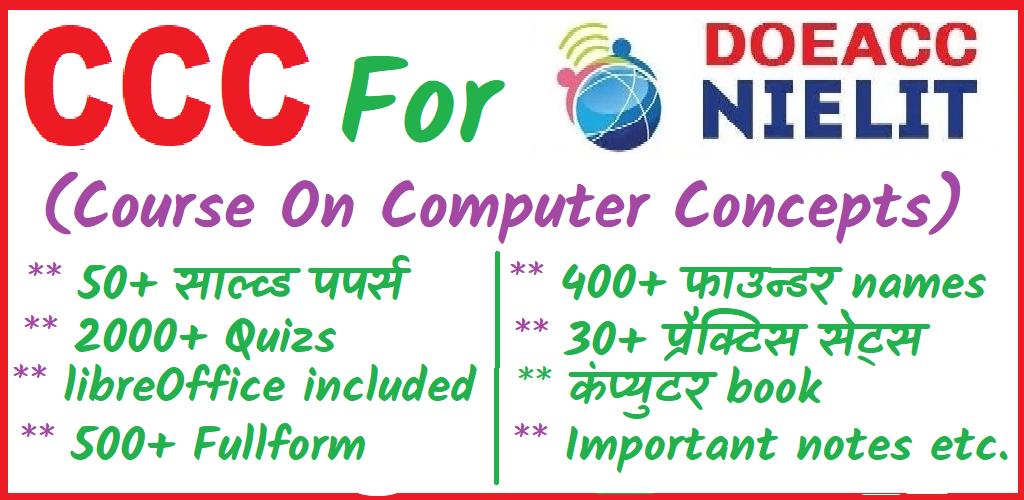 CCC For DOEACC
NIELIT
(Course On Computer Concepts)
** 50+ साल्व्ड पपर्स
** 2000+ Quizs
** libreOffice included
** 500+ Fullform
** 400+ फाउन्डर names
** 30+ प्रैक्टिस सेट्स
** कंप्युटर book
** Important notes etc.